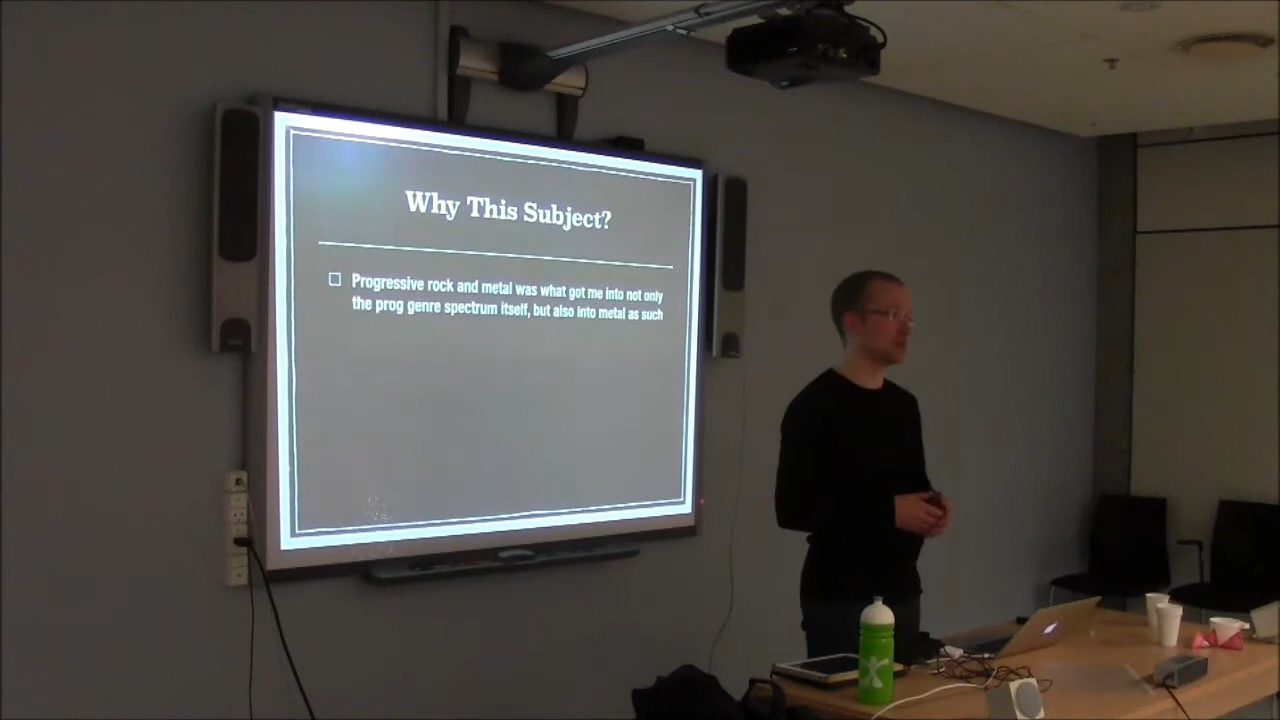 Why This Subject?
Progressive rock and metal was what got me into not only
the prog genre spectrum itself, but also into metal as such